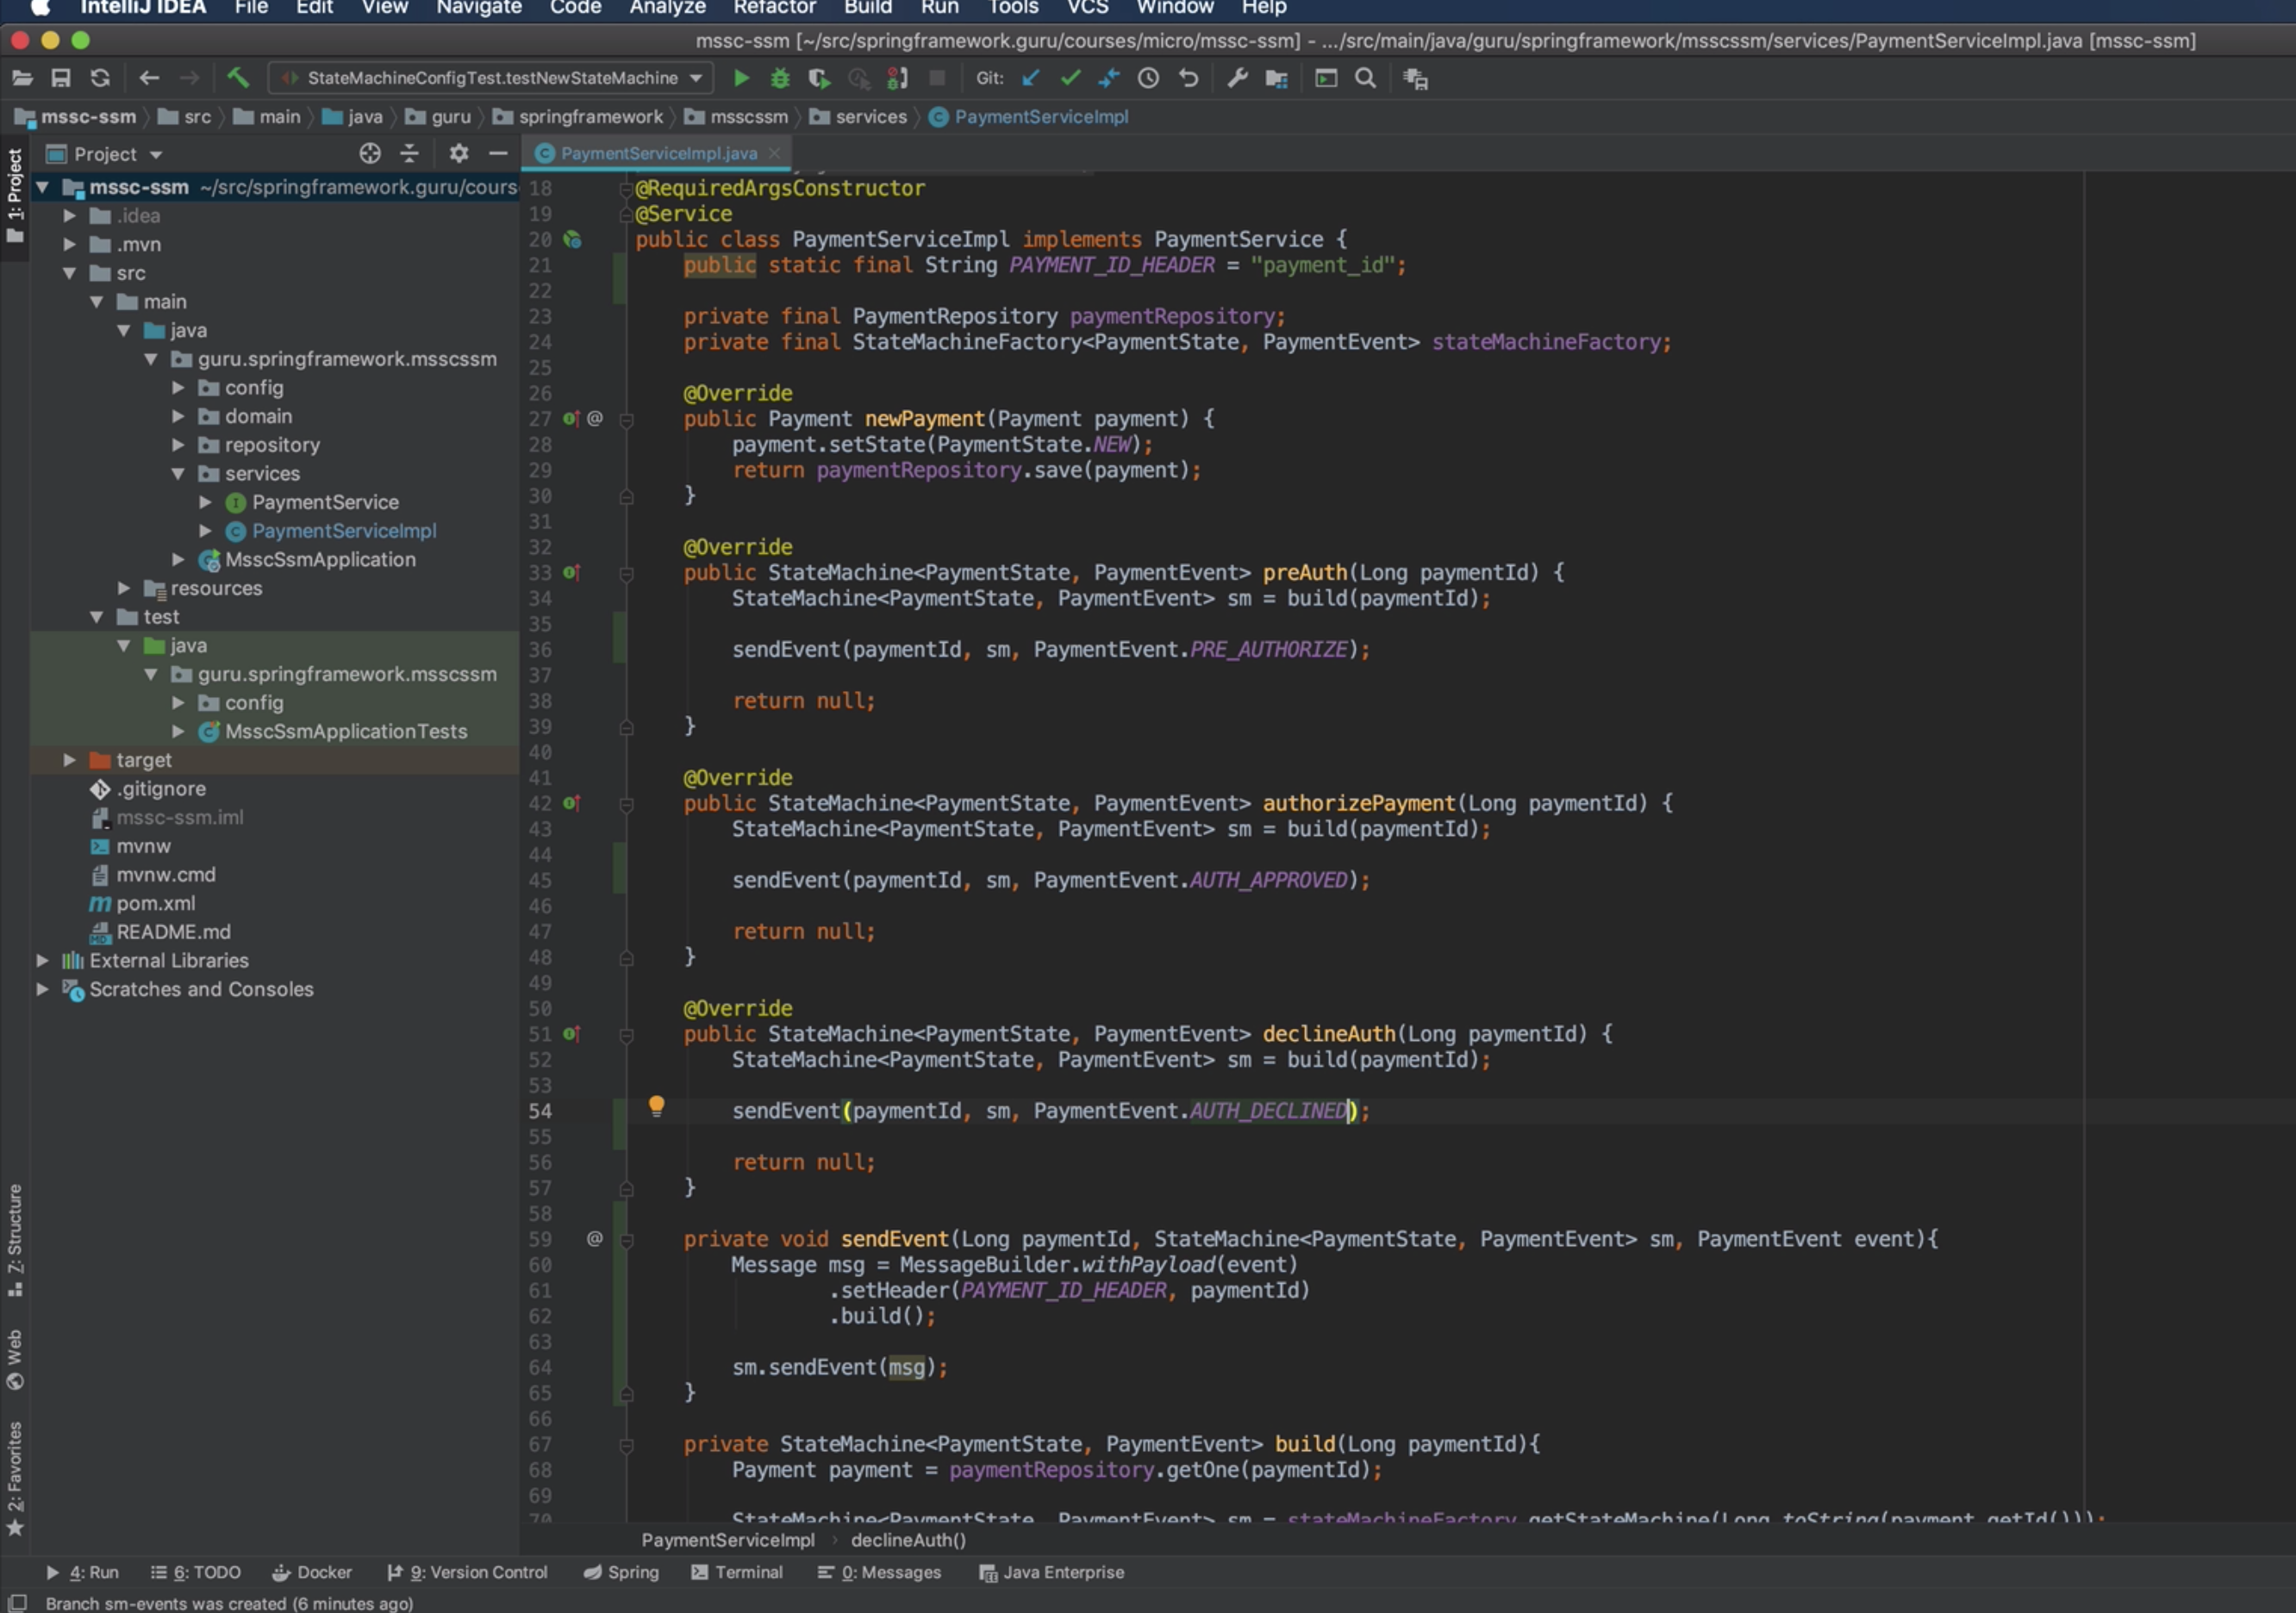 IntelliJ IDEA File Edit View Navigate Code Analyze Refactor Build Run Tools VCS Window Help
mssc-ssm [~/src/springframework.guru/courses/micro/mssc-ssm] - .../src/main/java/guru/springframework/msscssm/services/PaymentServiceImpl.java [mssc-ssm]
StateMachineConfigTest.testNewStateMachine Git:
mssc-ssm src main java guru springframework msscssm services PaymentServiceImpl
1: Project
Project
PaymentServiceImpl.java
mssc-ssm ~/src/springframework.guru/cours
.idea
.mvn
src
main
java
guru.springframework.msscssm
config
domain
repository
services
PaymentService
PaymentServiceImpl
MsscSsmApplication
resources
test
java
guru.springframework.msscssm
config
MsscSsmApplicationTests
target
.gitignore
mssc-ssm.iml
mvnw
mvnw.cmd
pom.xml
README.md
External Libraries
Scratches and Consoles
7: Structure
Web
2: Favorites
18 @RequiredArgsConstructor
19 @Service
20 public class PaymentServiceImpl implements PaymentService {
21 public static final String PAYMENT_ID_HEADER = "payment_id";
22
23 private final PaymentRepository paymentRepository;
24 private final StateMachineFactory<PaymentState, PaymentEvent> stateMachineFactory;
25
26 @Override
27 @ public Payment newPayment(Payment payment) {
28 payment.setState(PaymentState.NEW);
29 return paymentRepository.save(payment);
30 }
31
32 @Override
33 public StateMachine<PaymentState, PaymentEvent> preAuth(Long paymentId) {
34 StateMachine<PaymentState, PaymentEvent> sm = build(paymentId);
35
36 sendEvent(paymentId, sm, PaymentEvent.PRE_AUTHORIZE);
37
38 return null;
39 }
40
41 @Override
42 public StateMachine<PaymentState, PaymentEvent> authorizePayment(Long paymentId) {
43 StateMachine<PaymentState, PaymentEvent> sm = build(paymentId);
44
45 sendEvent(paymentId, sm, PaymentEvent.AUTH_APPROVED);
46
47 return null;
48 }
49
50 @Override
51 public StateMachine<PaymentState, PaymentEvent> declineAuth(Long paymentId) {
52 StateMachine<PaymentState, PaymentEvent> sm = build(paymentId);
53
54 sendEvent(paymentId, sm, PaymentEvent.AUTH_DECLINED);
55
56 return null;
57 }
58
59 @ private void sendEvent(Long paymentId, StateMachine<PaymentState, PaymentEvent> sm, PaymentEvent event){
60 Message msg = MessageBuilder.withPayload(event)
61 .setHeader(PAYMENT_ID_HEADER, paymentId)
62 .build();
63
64 sm.sendEvent(msg);
65 }
66
67 private StateMachine<PaymentState, PaymentEvent> build(Long paymentId){
68 Payment payment = paymentRepository.getOne(paymentId);
69
70 StateMachine<PaymentState, PaymentEvent> sm = stateMachineFactory.getStateMachine(Long.toString(payment.getId()));
PaymentServiceImpl declineAuth()
4: Run 6: TODO Docker 9: Version Control Spring Terminal 0: Messages Java Enterprise
Branch sm-events was created (6 minutes ago)